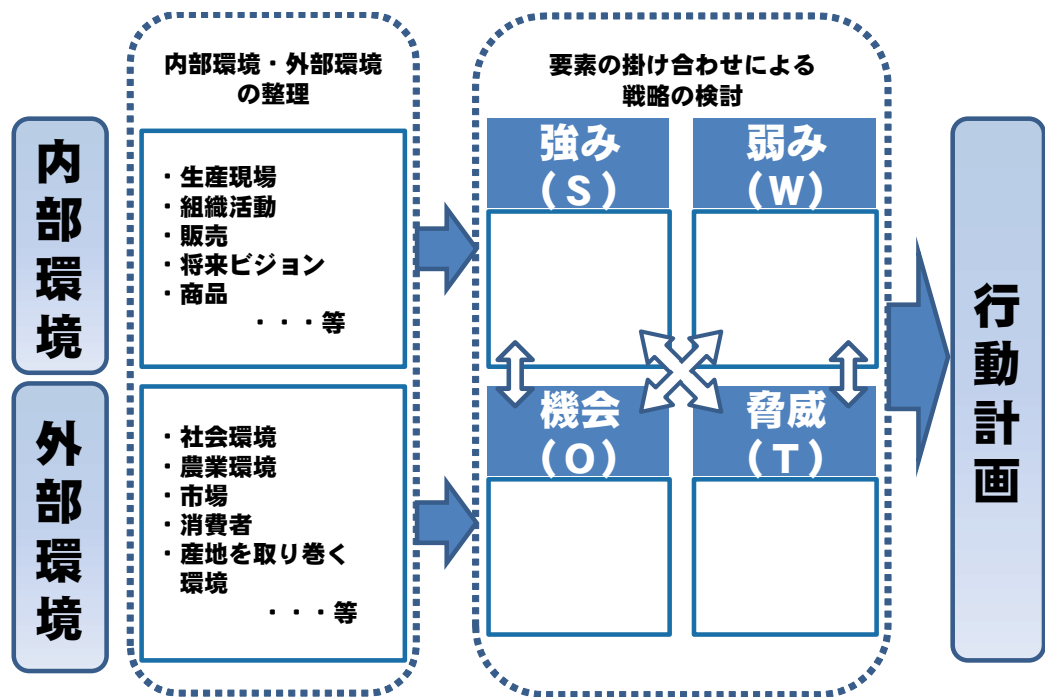 内部環境・外部環境
の整理
要素の掛け合わせによる
戦略の検討
内部環境
・生産現場
・組織活動
・販売
・将来ビジョン
・商品
・・・等
強み
(S)
弱み
(W)
行動計画
外部環境
・社会環境
・農業環境
・市場
・消費者
・産地を取り巻く
環境
・・・等
機会
(O)
脅威
(T)